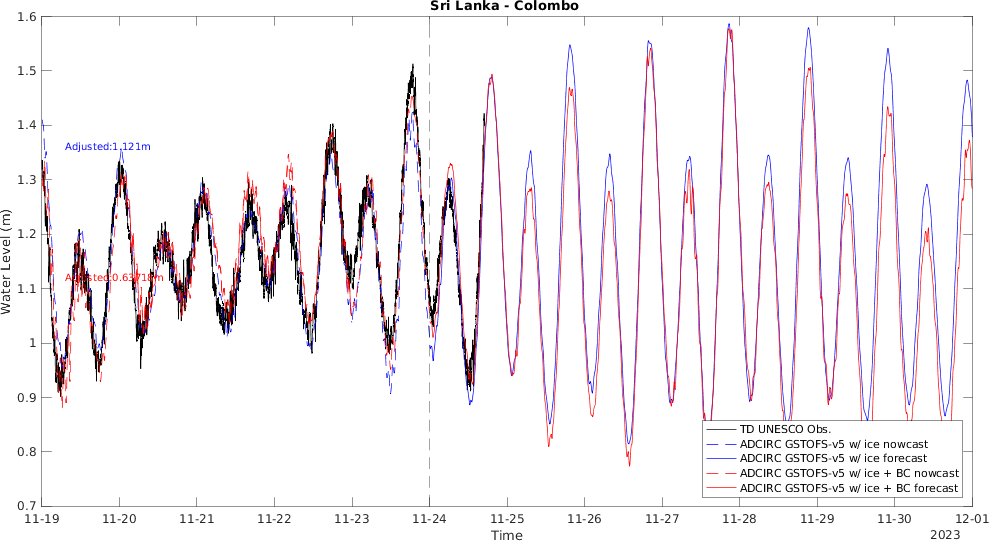 Sri Lanka - Colombo
1.6
1.5
1.4
1.3
1.2
1.1
1
0.9
0.8
0.7
Water Level (m)
Adjusted:1.121m
Adjusted:0.63718m
TD UNESCO Obs.
ADCIRC GSTOFS-v5 w/ ice nowcast
ADCIRC GSTOFS-v5 w/ ice forecast
ADCIRC GSTOFS-v5 w/ ice + BC nowcast
ADCIRC GSTOFS-v5 w/ ice + BC forecast
11-19 11-20 11-21 11-22 11-23 11-24 11-25 11-26 11-27 11-28 11-29 11-30 12-01
Time
2023